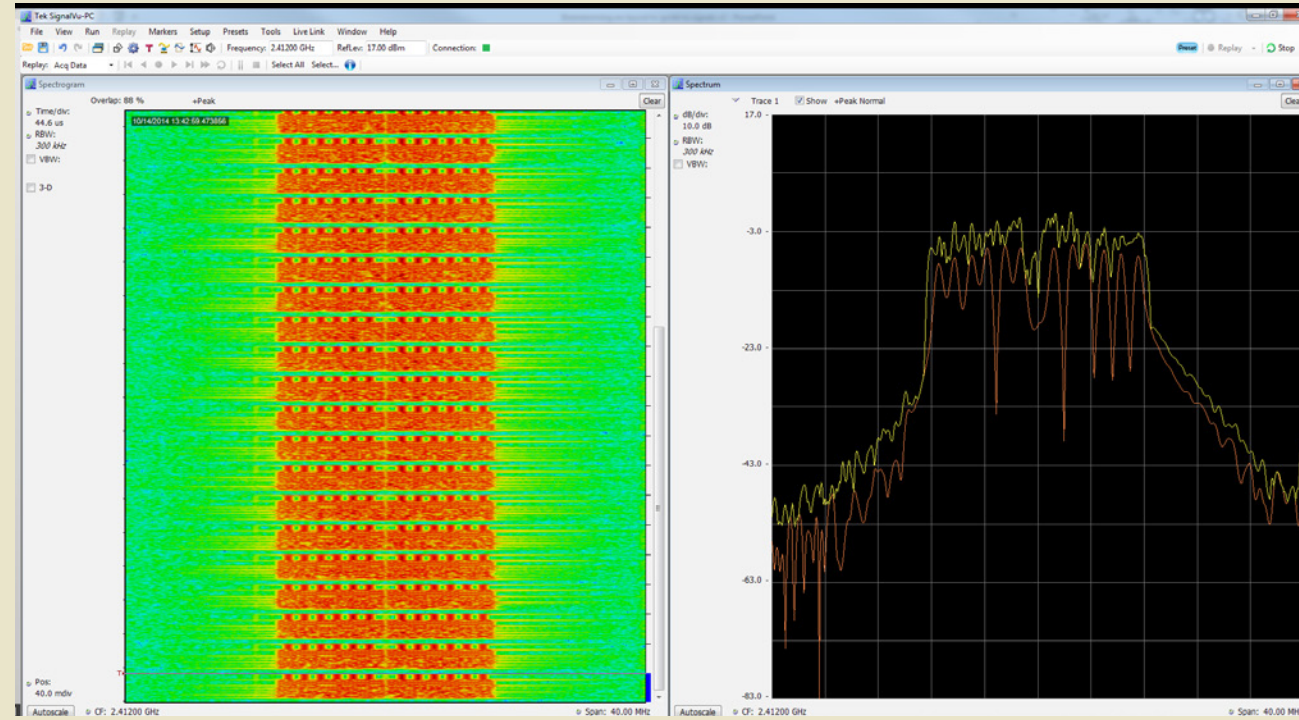 Tek SignalVu-PC
File View Run Replay Markers Setup Presets Tools Live Link Window Help
Frequency: 2.41200 GHz RefLev: 17.00 dBm Connection: Preset Replay Stop
Replay: Acq Data Select All Select...
Spectrogram
Overlap: 88 % +Peak Clear
Time/div:
44.6 us
RBW:
300 kHz
VBW:
3-D
10/14/2014 13:42:59.473856
Pos:
40.0 mdiv
Autoscale CF: 2.41200 GHz Span: 40.00 MHz
Spectrum
Trace 1 Show +Peak Normal
dB/div:
10.0 dB
RBW:
300 kHz
VBW:
17.0
-3.0
-23.0
-43.0
-63.0
-83.0
Autoscale CF: 2.41200 GHz Span: 40.00